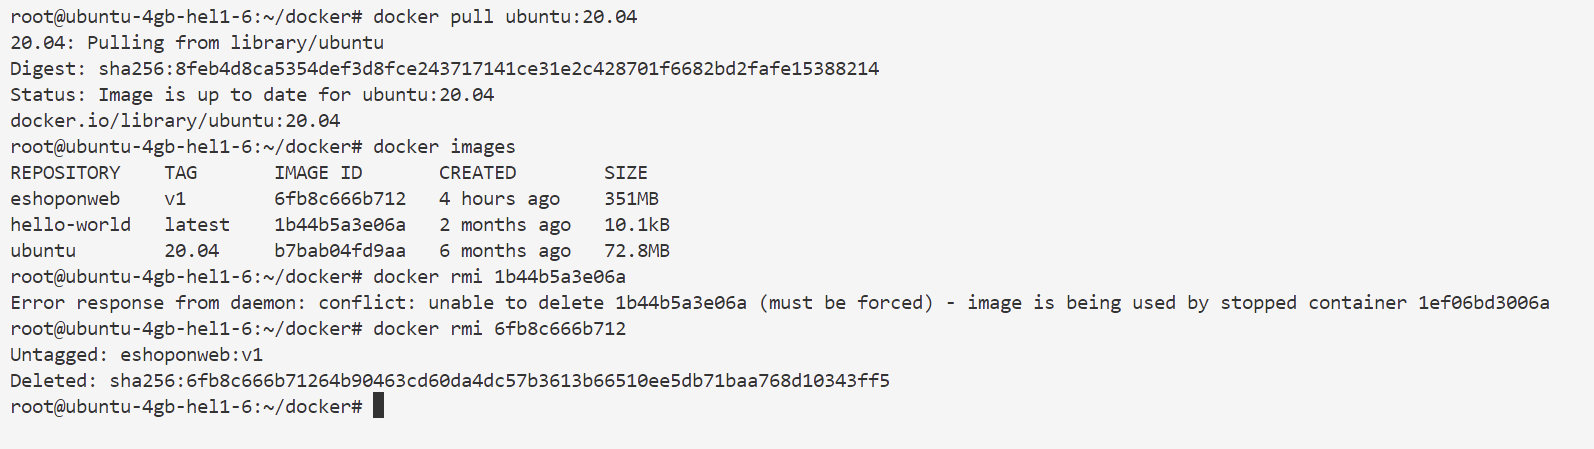 root@ubuntu-4gb-hel1-6:~/docker# docker pull ubuntu:20.04
20.04: Pulling from library/ubuntu
Digest: sha256:8feb4d8ca5354def3d8fce243717141ce31e2c428701f6682bd2fafe15388214
Status: Image is up to date for ubuntu:20.04
docker.io/library/ubuntu:20.04
root@ubuntu-4gb-hel1-6:~/docker# docker images
REPOSITORY    TAG       IMAGE ID       CREATED        SIZE
eshoponweb    v1        6fb8c666b712   4 hours ago    351MB
hello-world   latest    1b44b5a3e06a   2 months ago   10.1kB
ubuntu        20.04     b7bab04fd9aa   6 months ago   72.8MB
root@ubuntu-4gb-hel1-6:~/docker# docker rmi 1b44b5a3e06a
Error response from daemon: conflict: unable to delete 1b44b5a3e06a (must be forced) - image is being used by stopped container 1ef06bd3006a
root@ubuntu-4gb-hel1-6:~/docker# docker rmi 6fb8c666b712
Untagged: eshoponweb:v1
Deleted: sha256:6fb8c666b71264b90463cd60da4dc57b3613b66510ee5db71baa768d10343ff5
root@ubuntu-4gb-hel1-6:~/docker#